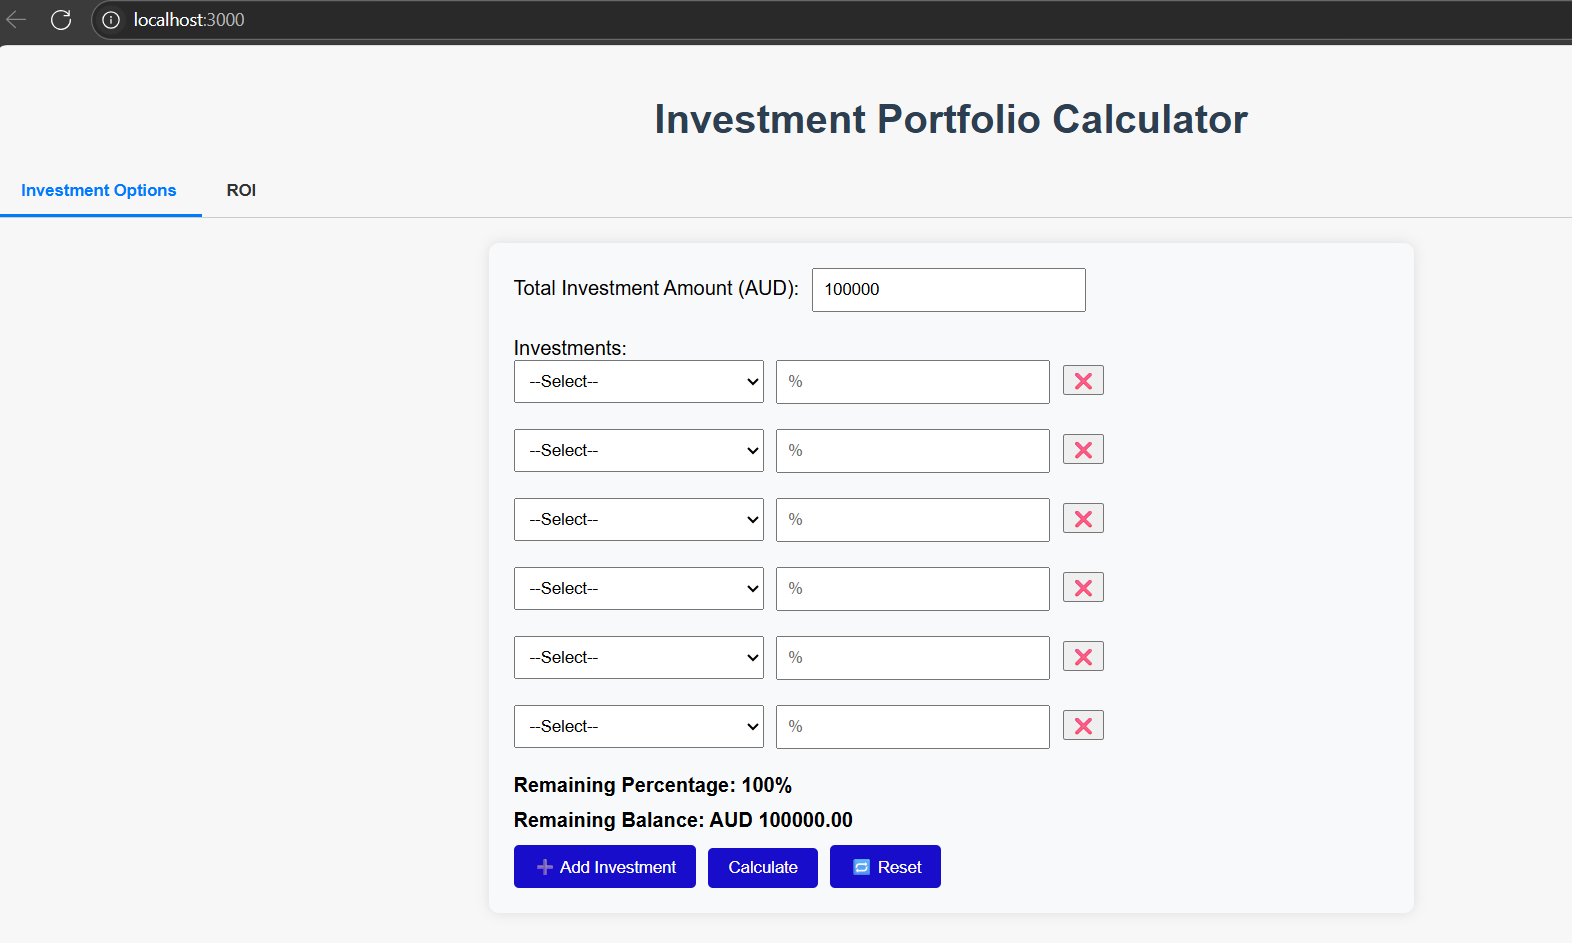 localhost:3000
Investment Portfolio Calculator
Investment Options ROI
Total Investment Amount (AUD): 100000
Investments:
--Select-- %
--Select-- %
--Select-- %
--Select-- %
--Select-- %
--Select-- %
Remaining Percentage: 100%
Remaining Balance: AUD 100000.00
➕ Add Investment Calculate 🔁 Reset